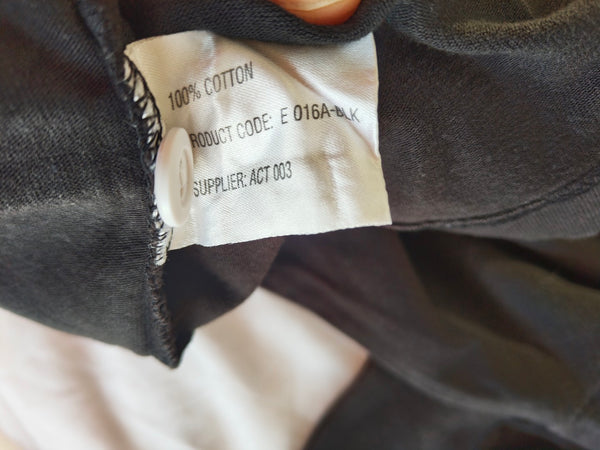 100% COTTON
RODUCT CODE: E 016A-BLK
SUPPLIER: ACT 003